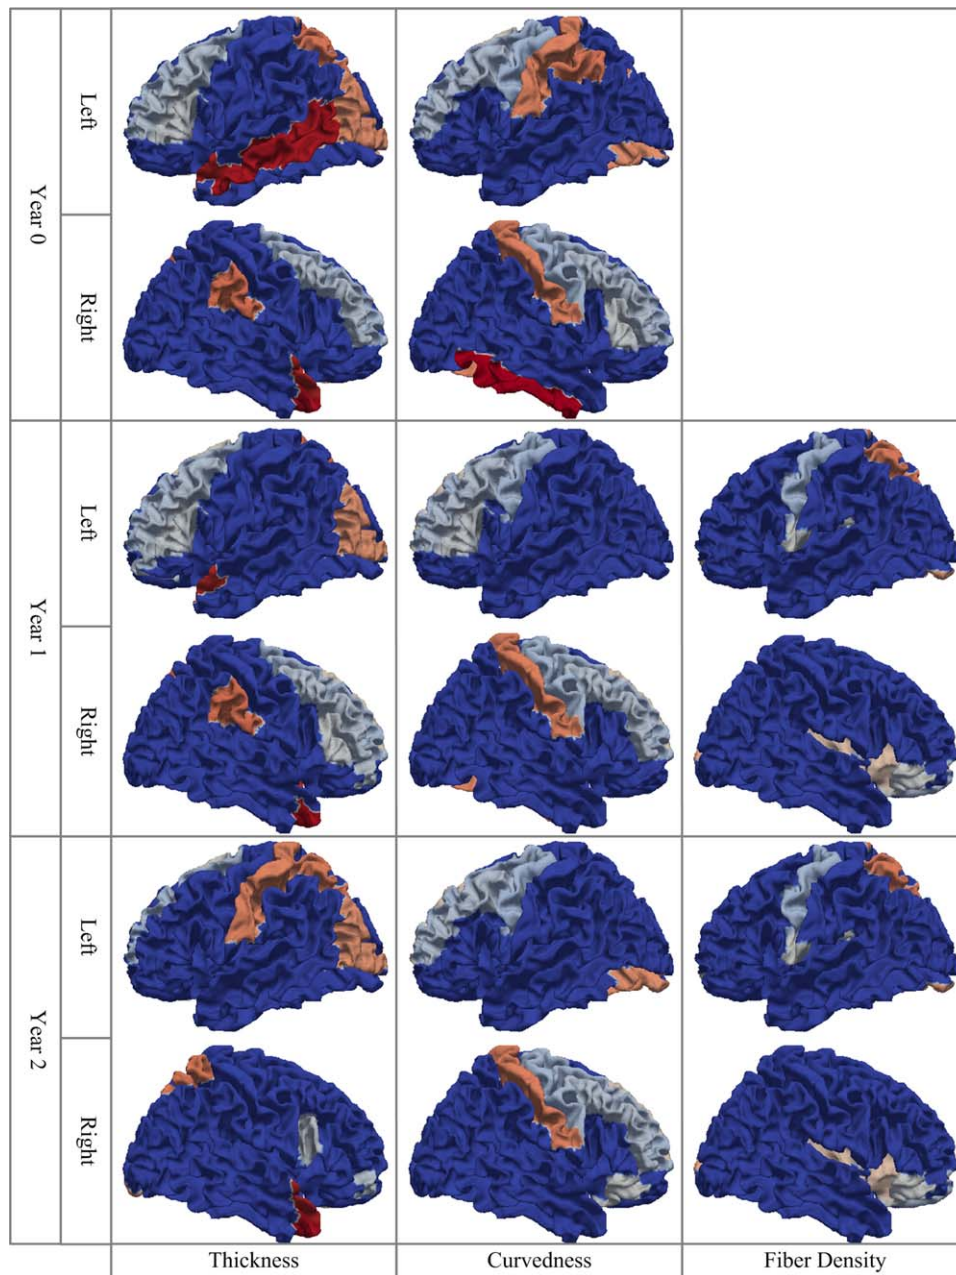 Year 0
Left
Right
Year 1
Left
Right
Year 2
Left
Right
Thickness
Curvedness
Fiber Density